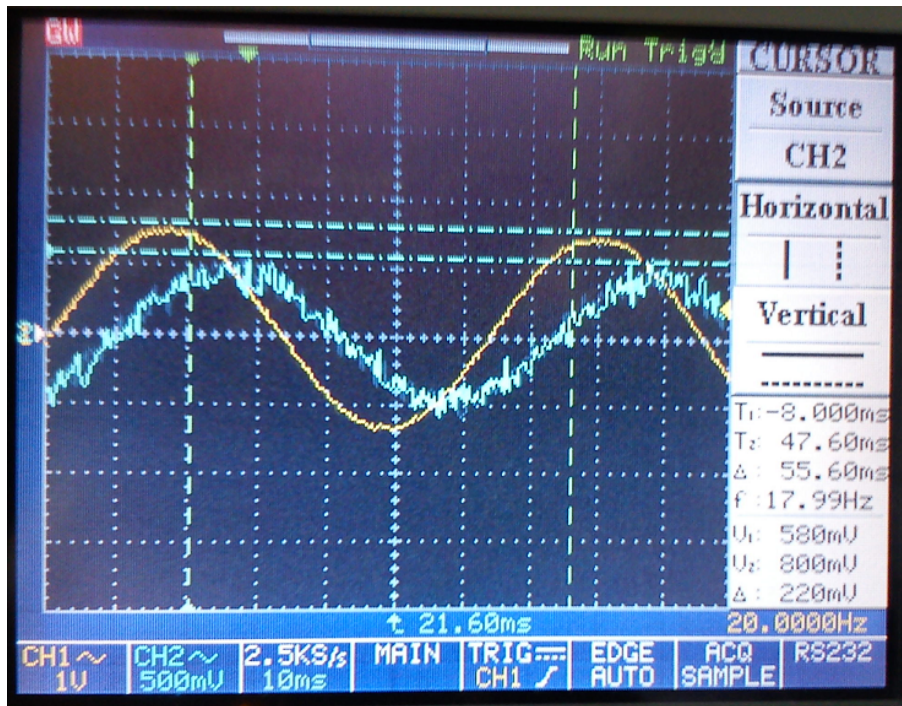 GW Run Trig'd
CURSOR
Source
CH2
Horizontal
Vertical
T1:-8.000ms
T2: 47.60ms
Δ : 55.60ms
f :17.99Hz
V1: 580mV
V2: 800mV
Δ : 220mV
21.60ms 20.0000Hz
CH1 CH2 2.5KS/s MAIN TRIG EDGE ACQ RS232
1V 500mV 10ms CH1 AUTO SAMPLE